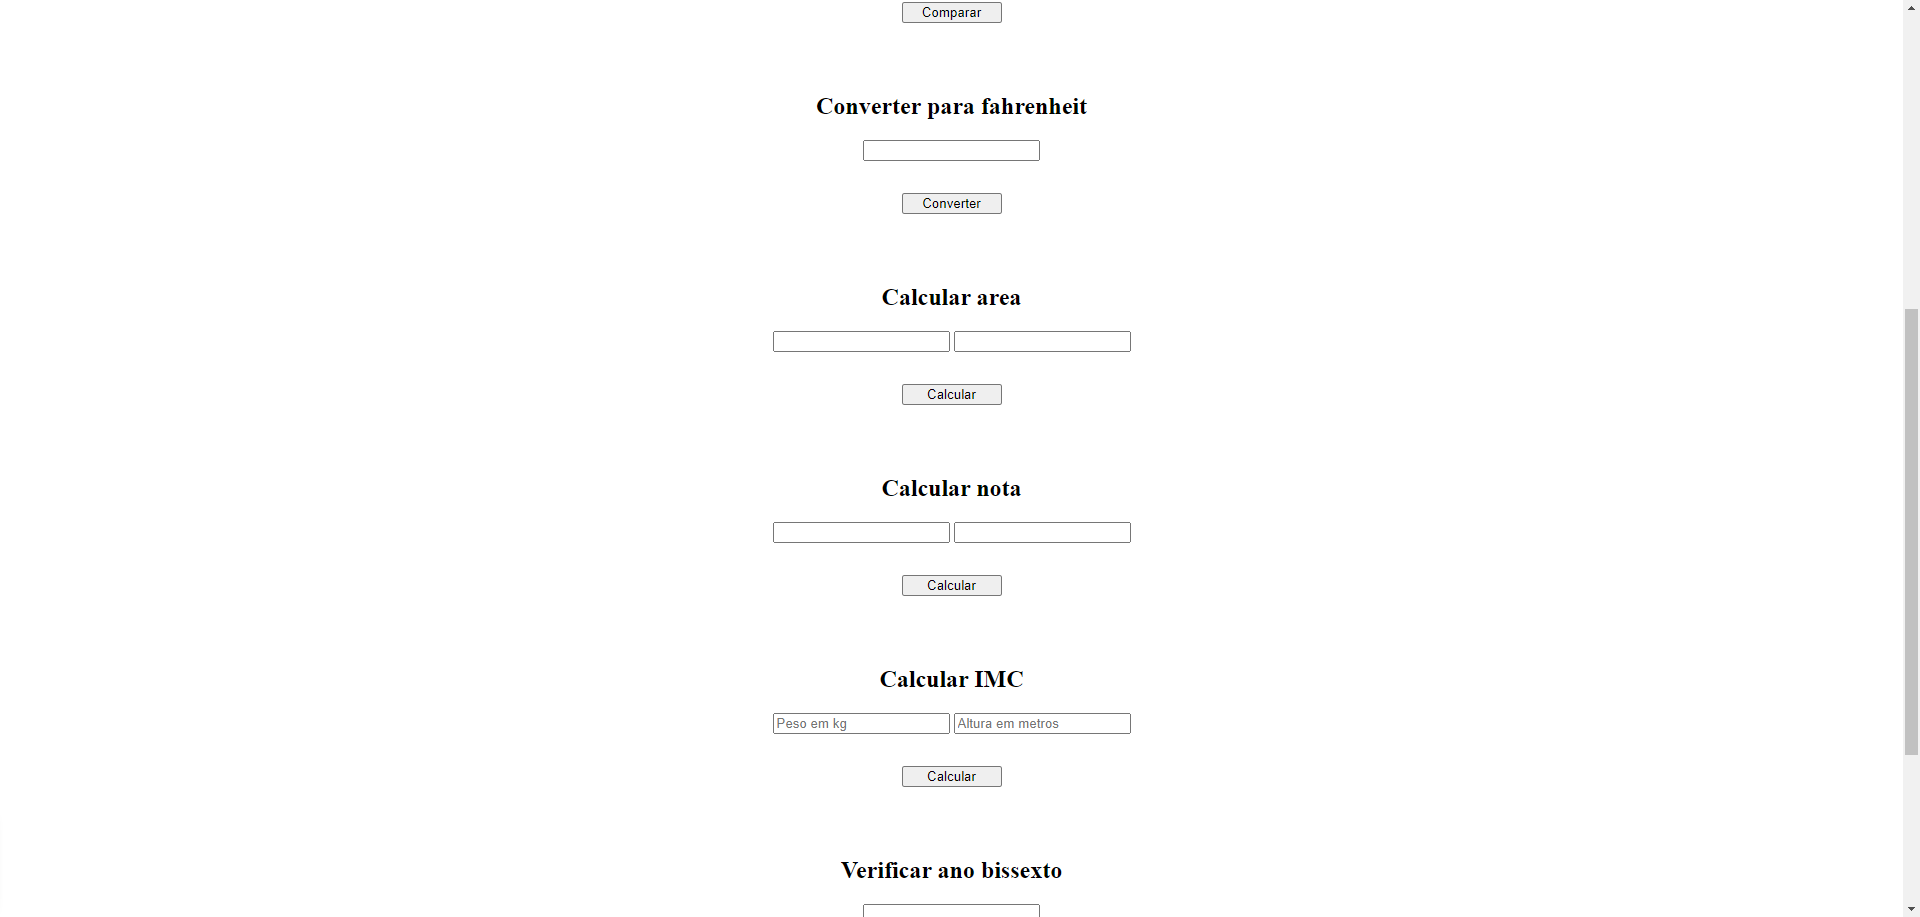 Comparar
Converter para fahrenheit
Converter
Calcular area
Calcular
Calcular nota
Calcular
Calcular IMC
Peso em kg Altura em metros
Calcular
Verificar ano bissexto